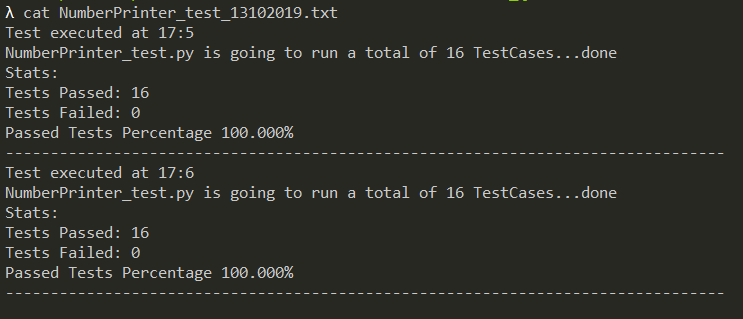 λ cat NumberPrinter_test_13102019.txt
Test executed at 17:5
NumberPrinter_test.py is going to run a total of 16 TestCases...done
Stats:
Tests Passed: 16
Tests Failed: 0
Passed Tests Percentage 100.000%
--------------------------------------------------------------------------------
Test executed at 17:6
NumberPrinter_test.py is going to run a total of 16 TestCases...done
Stats:
Tests Passed: 16
Tests Failed: 0
Passed Tests Percentage 100.000%
--------------------------------------------------------------------------------